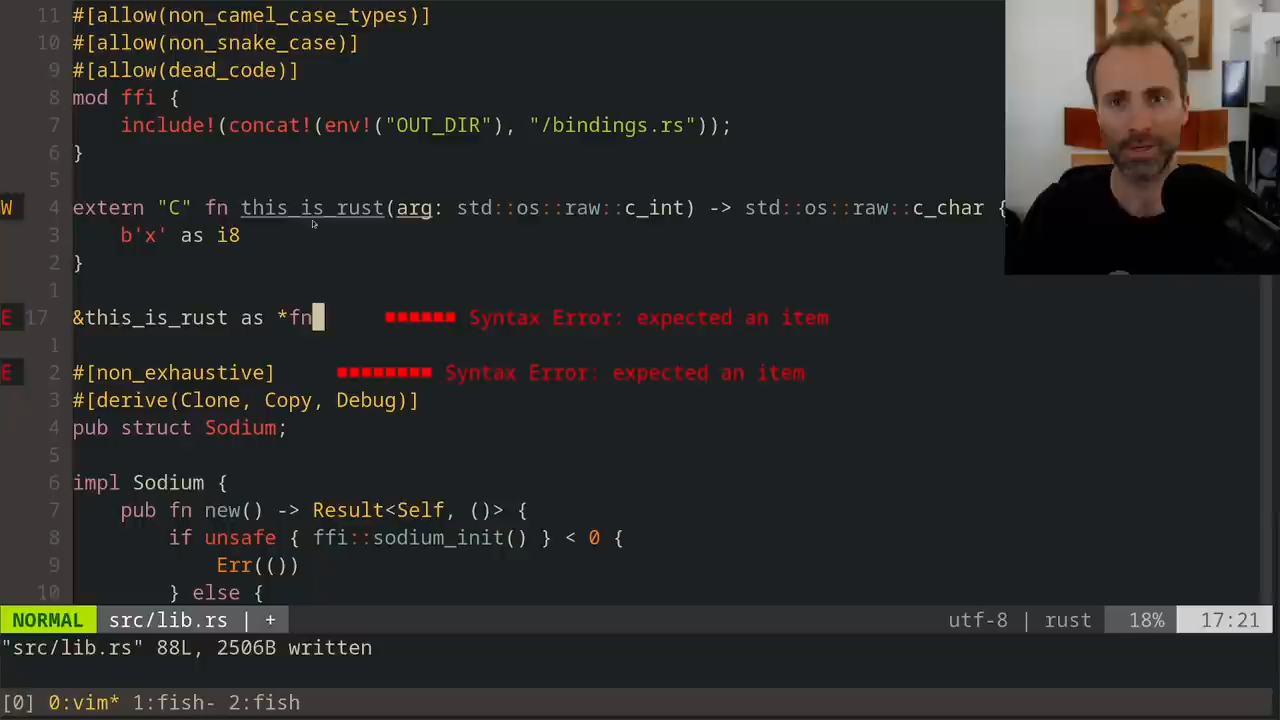 11 #[allow(non_camel_case_types)]
10 #[allow(non_snake_case)]
9 #[allow(dead_code)]
8 mod ffi {
7     include!(concat!(env!("OUT_DIR"), "/bindings.rs"));
6 }
5
W 4 extern "C" fn this_is_rust(arg: std::os::raw::c_int) -> std::os::raw::c_char {
3     b'x' as i8
2 }
1
E 17 &this_is_rust as *fn ■■■■■■ Syntax Error: expected an item
1
E 2 #[non_exhaustive] ■■■■■■■■ Syntax Error: expected an item
3 #[derive(Clone, Copy, Debug)]
4 pub struct Sodium;
5
6 impl Sodium {
7     pub fn new() -> Result<Self, ()> {
8         if unsafe { ffi::sodium_init() } < 0 {
9             Err(())
10         } else {
NORMAL src/lib.rs | + utf-8 | rust 18% 17:21
"src/lib.rs" 88L, 2506B written
[0] 0:vim* 1:fish- 2:fish